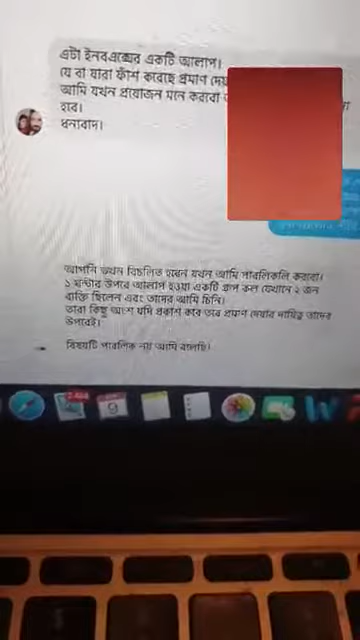 এটা ইনবক্সের একটি আলাপ।
যে বা যারা ফাঁশ করেছে প্রমাণ
আমি যখন প্রয়োজন মনে করবো
হবে।
ধন্যবাদ।
আপনি তখন বিচলিত হবেন যখন আমি পাবলিকলি করবো।
১ ঘন্টার উপরে আলাপ হওয়া একটি গ্রুপ কল যেখানে ২ জন
ব্যক্তি ছিলেন এবং তাদের আমি চিনি।
তারা কিছু অংশ যদি প্রকাশ করে তবে প্রমাণ দেয়ার দায়িত্ব তাদের
উপরেই।
বিষয়টি পাবলিক নয় আমি বলেছি।
9
W